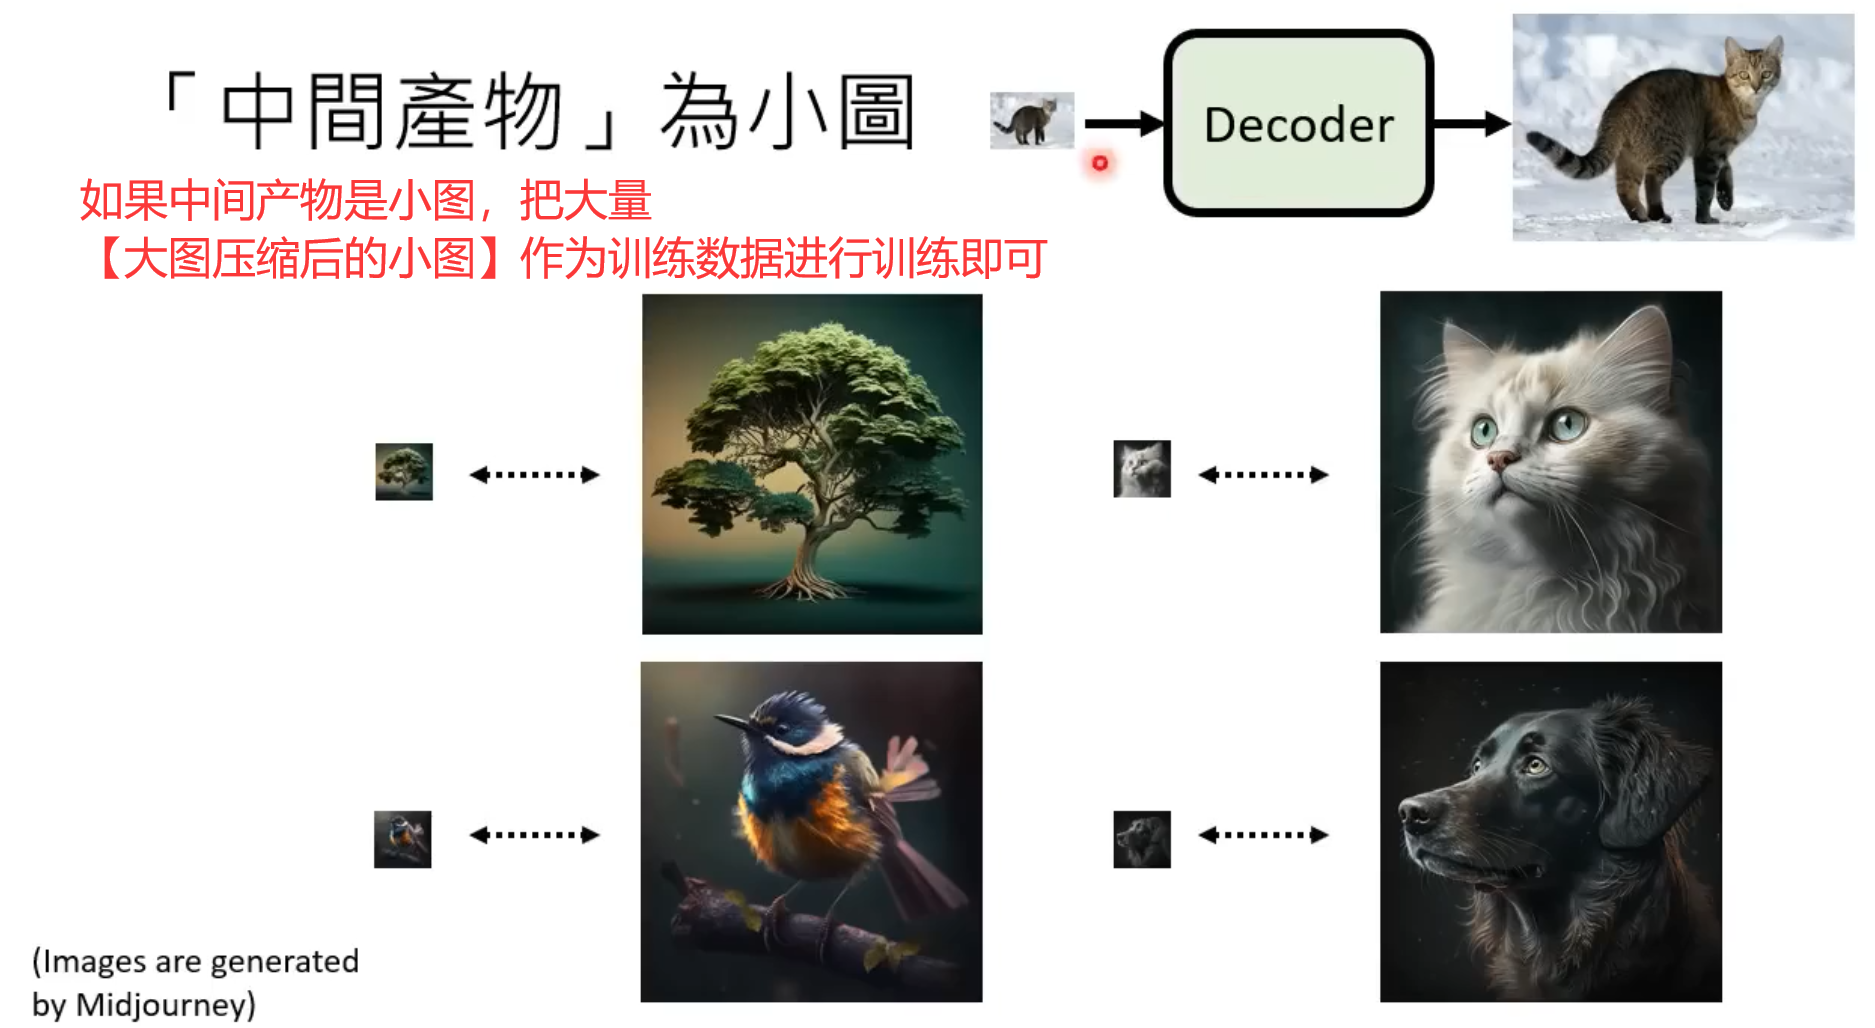 「中間產物」為小圖
Decoder
如果中间产物是小图，把大量
【大图压缩后的小图】作为训练数据进行训练即可
(Images are generated
by Midjourney)